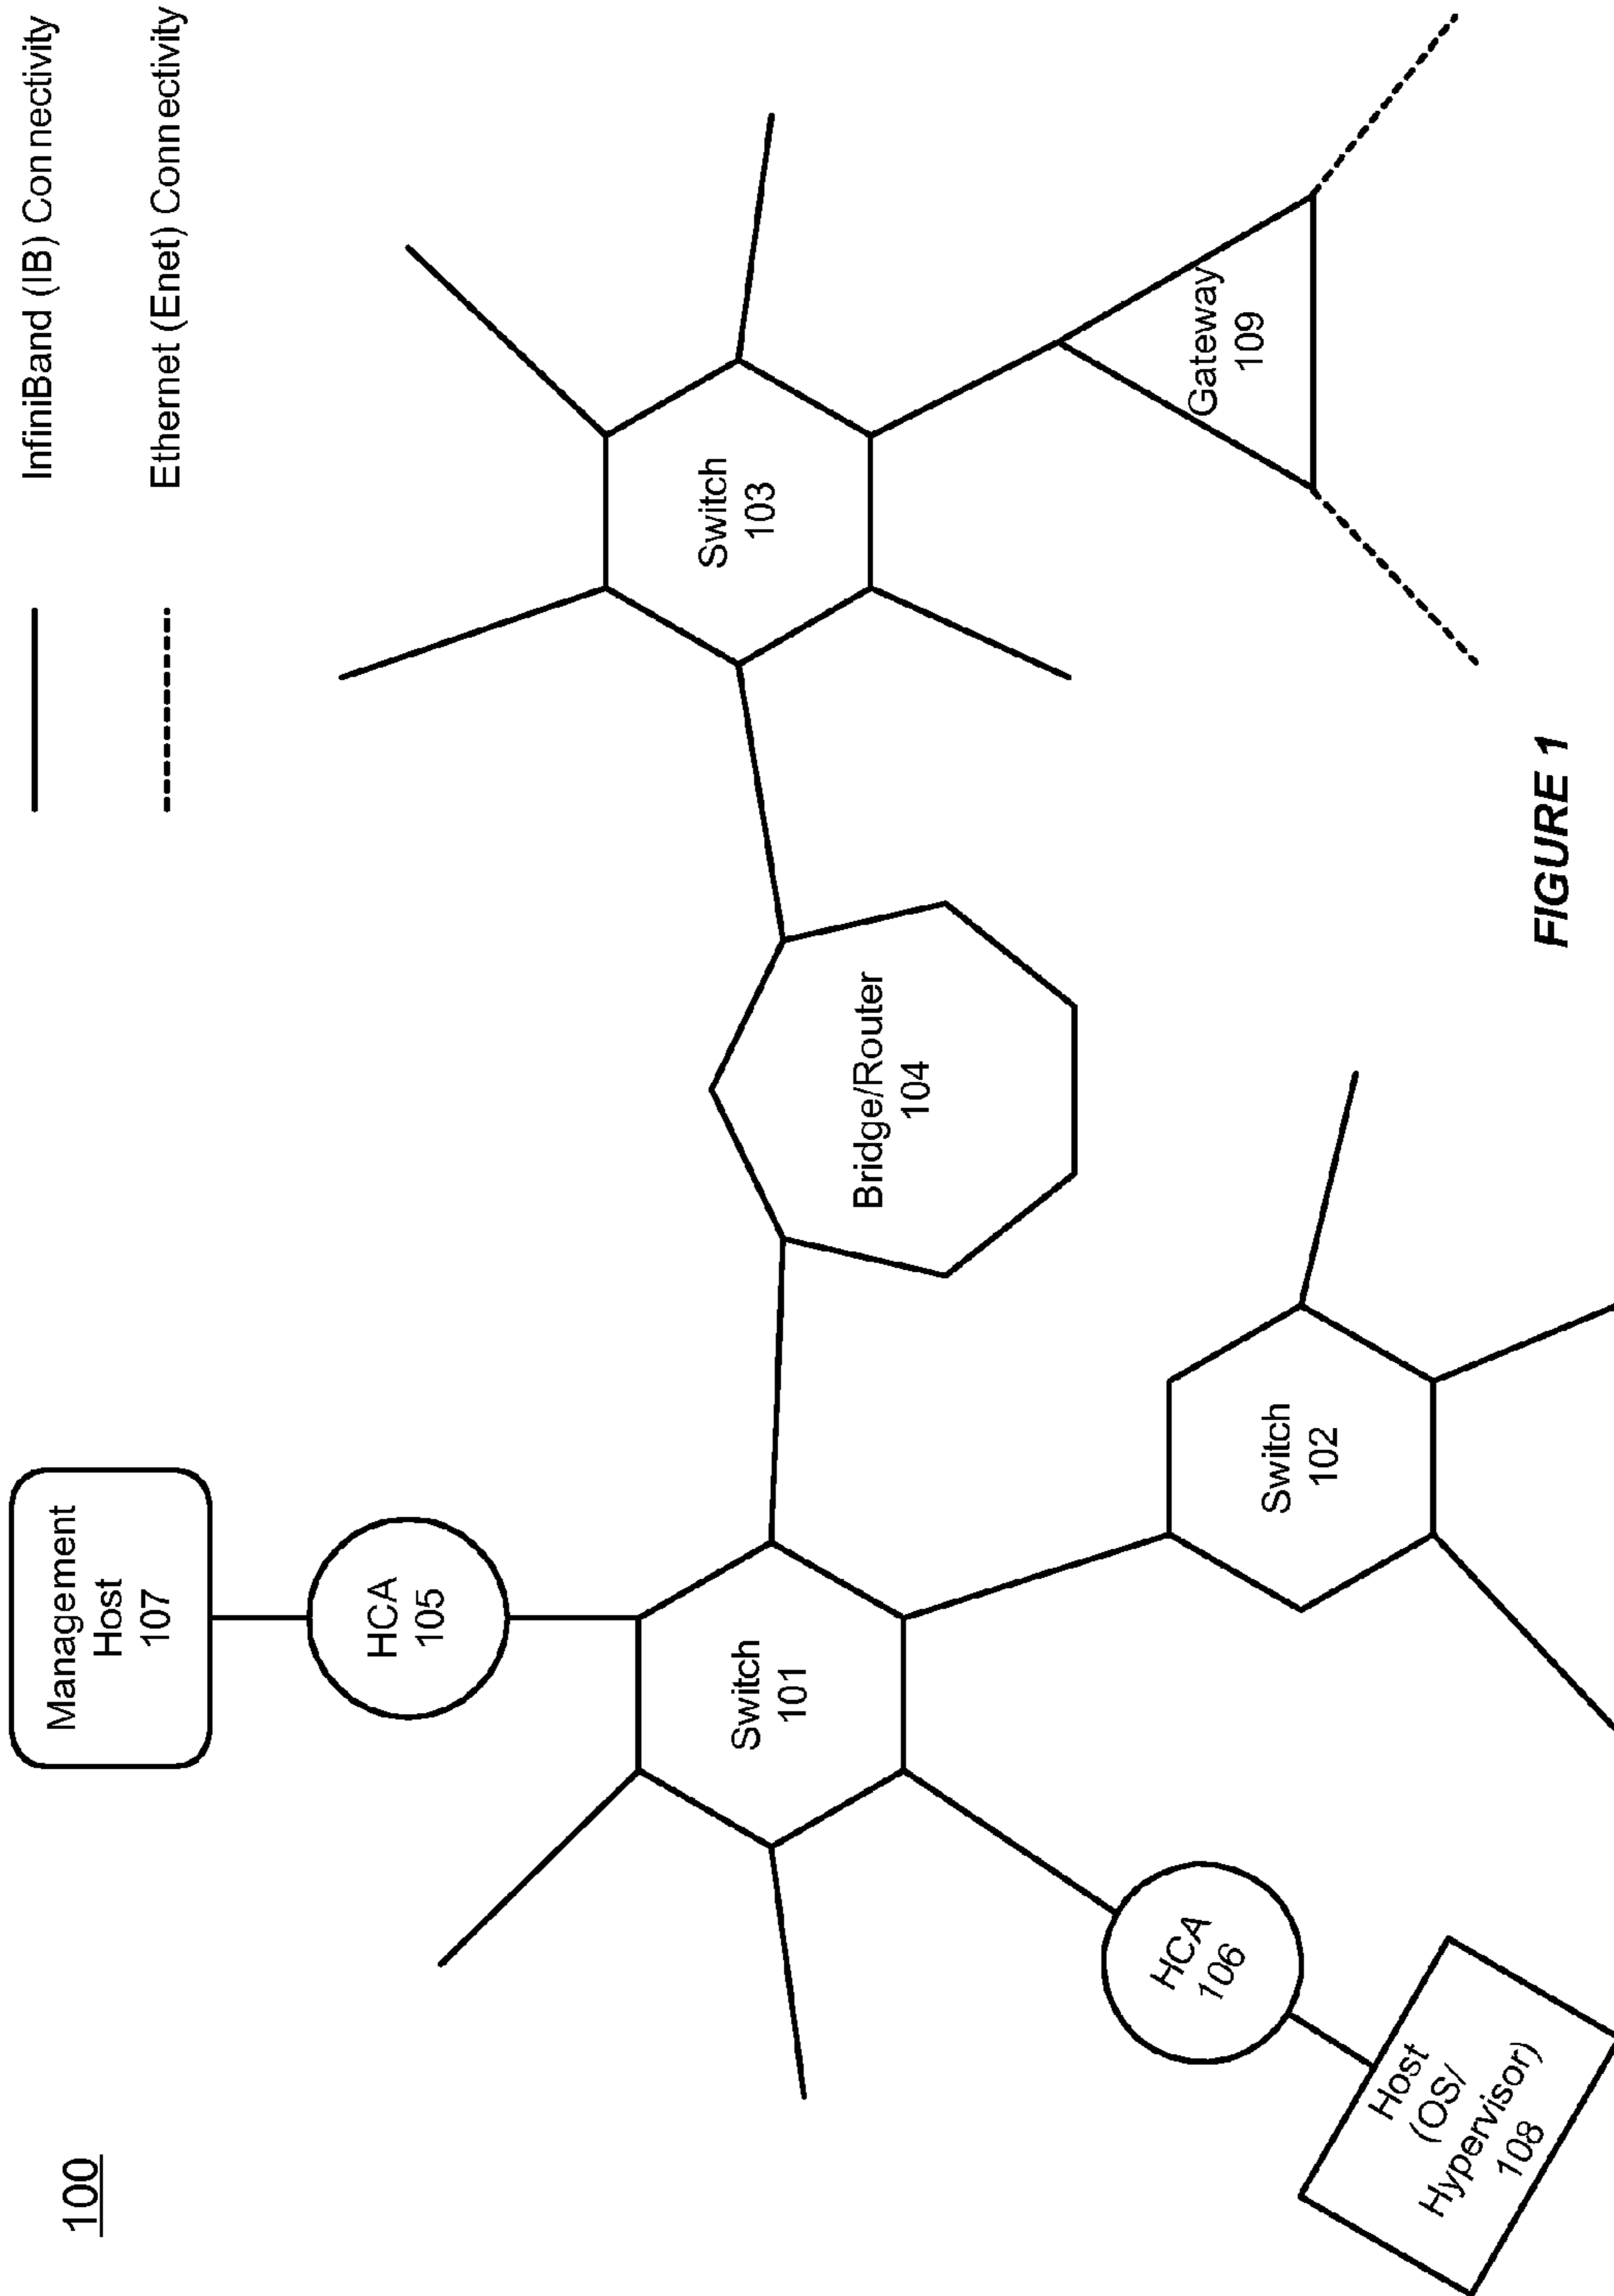 100
InfiniBand (IB) Connectivity
Ethernet (Enet) Connectivity
Management
Host
107
HCA
105
Switch
101
Switch
103
Bridge/Router
104
HCA
106
Switch
102
Gateway
109
Host
(OS/
Hypervisor)
108
FIGURE 1